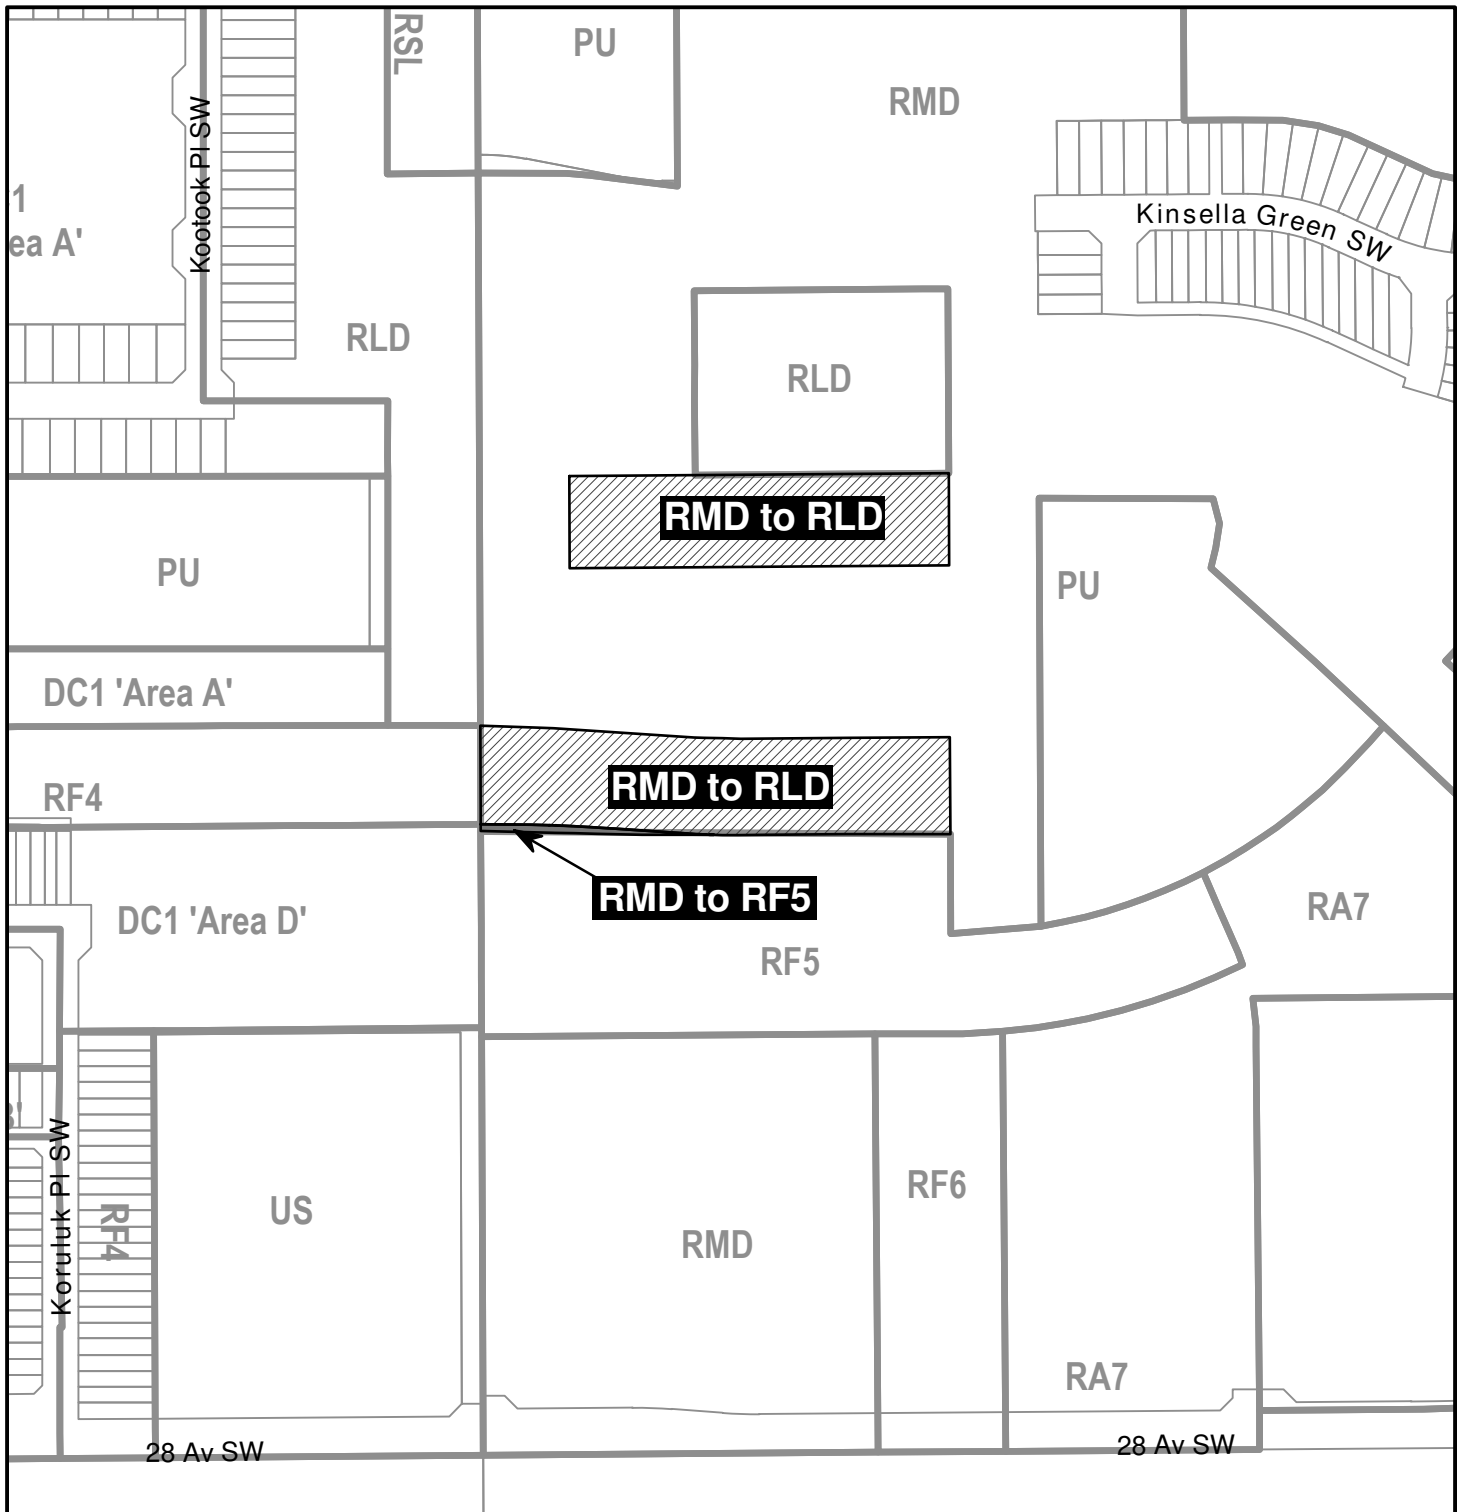 RSL
PU
RMD
Kootook Pl SW
1
ea A'
Kinsella Green SW
RLD
RLD
RMD to RLD
PU
PU
DC1 'Area A'
RMD to RLD
RF4
RMD to RF5
DC1 'Area D'
RA7
RF5
Koruluk Pl SW
RF4
US
RF6
RMD
RA7
28 Av SW
28 Av SW